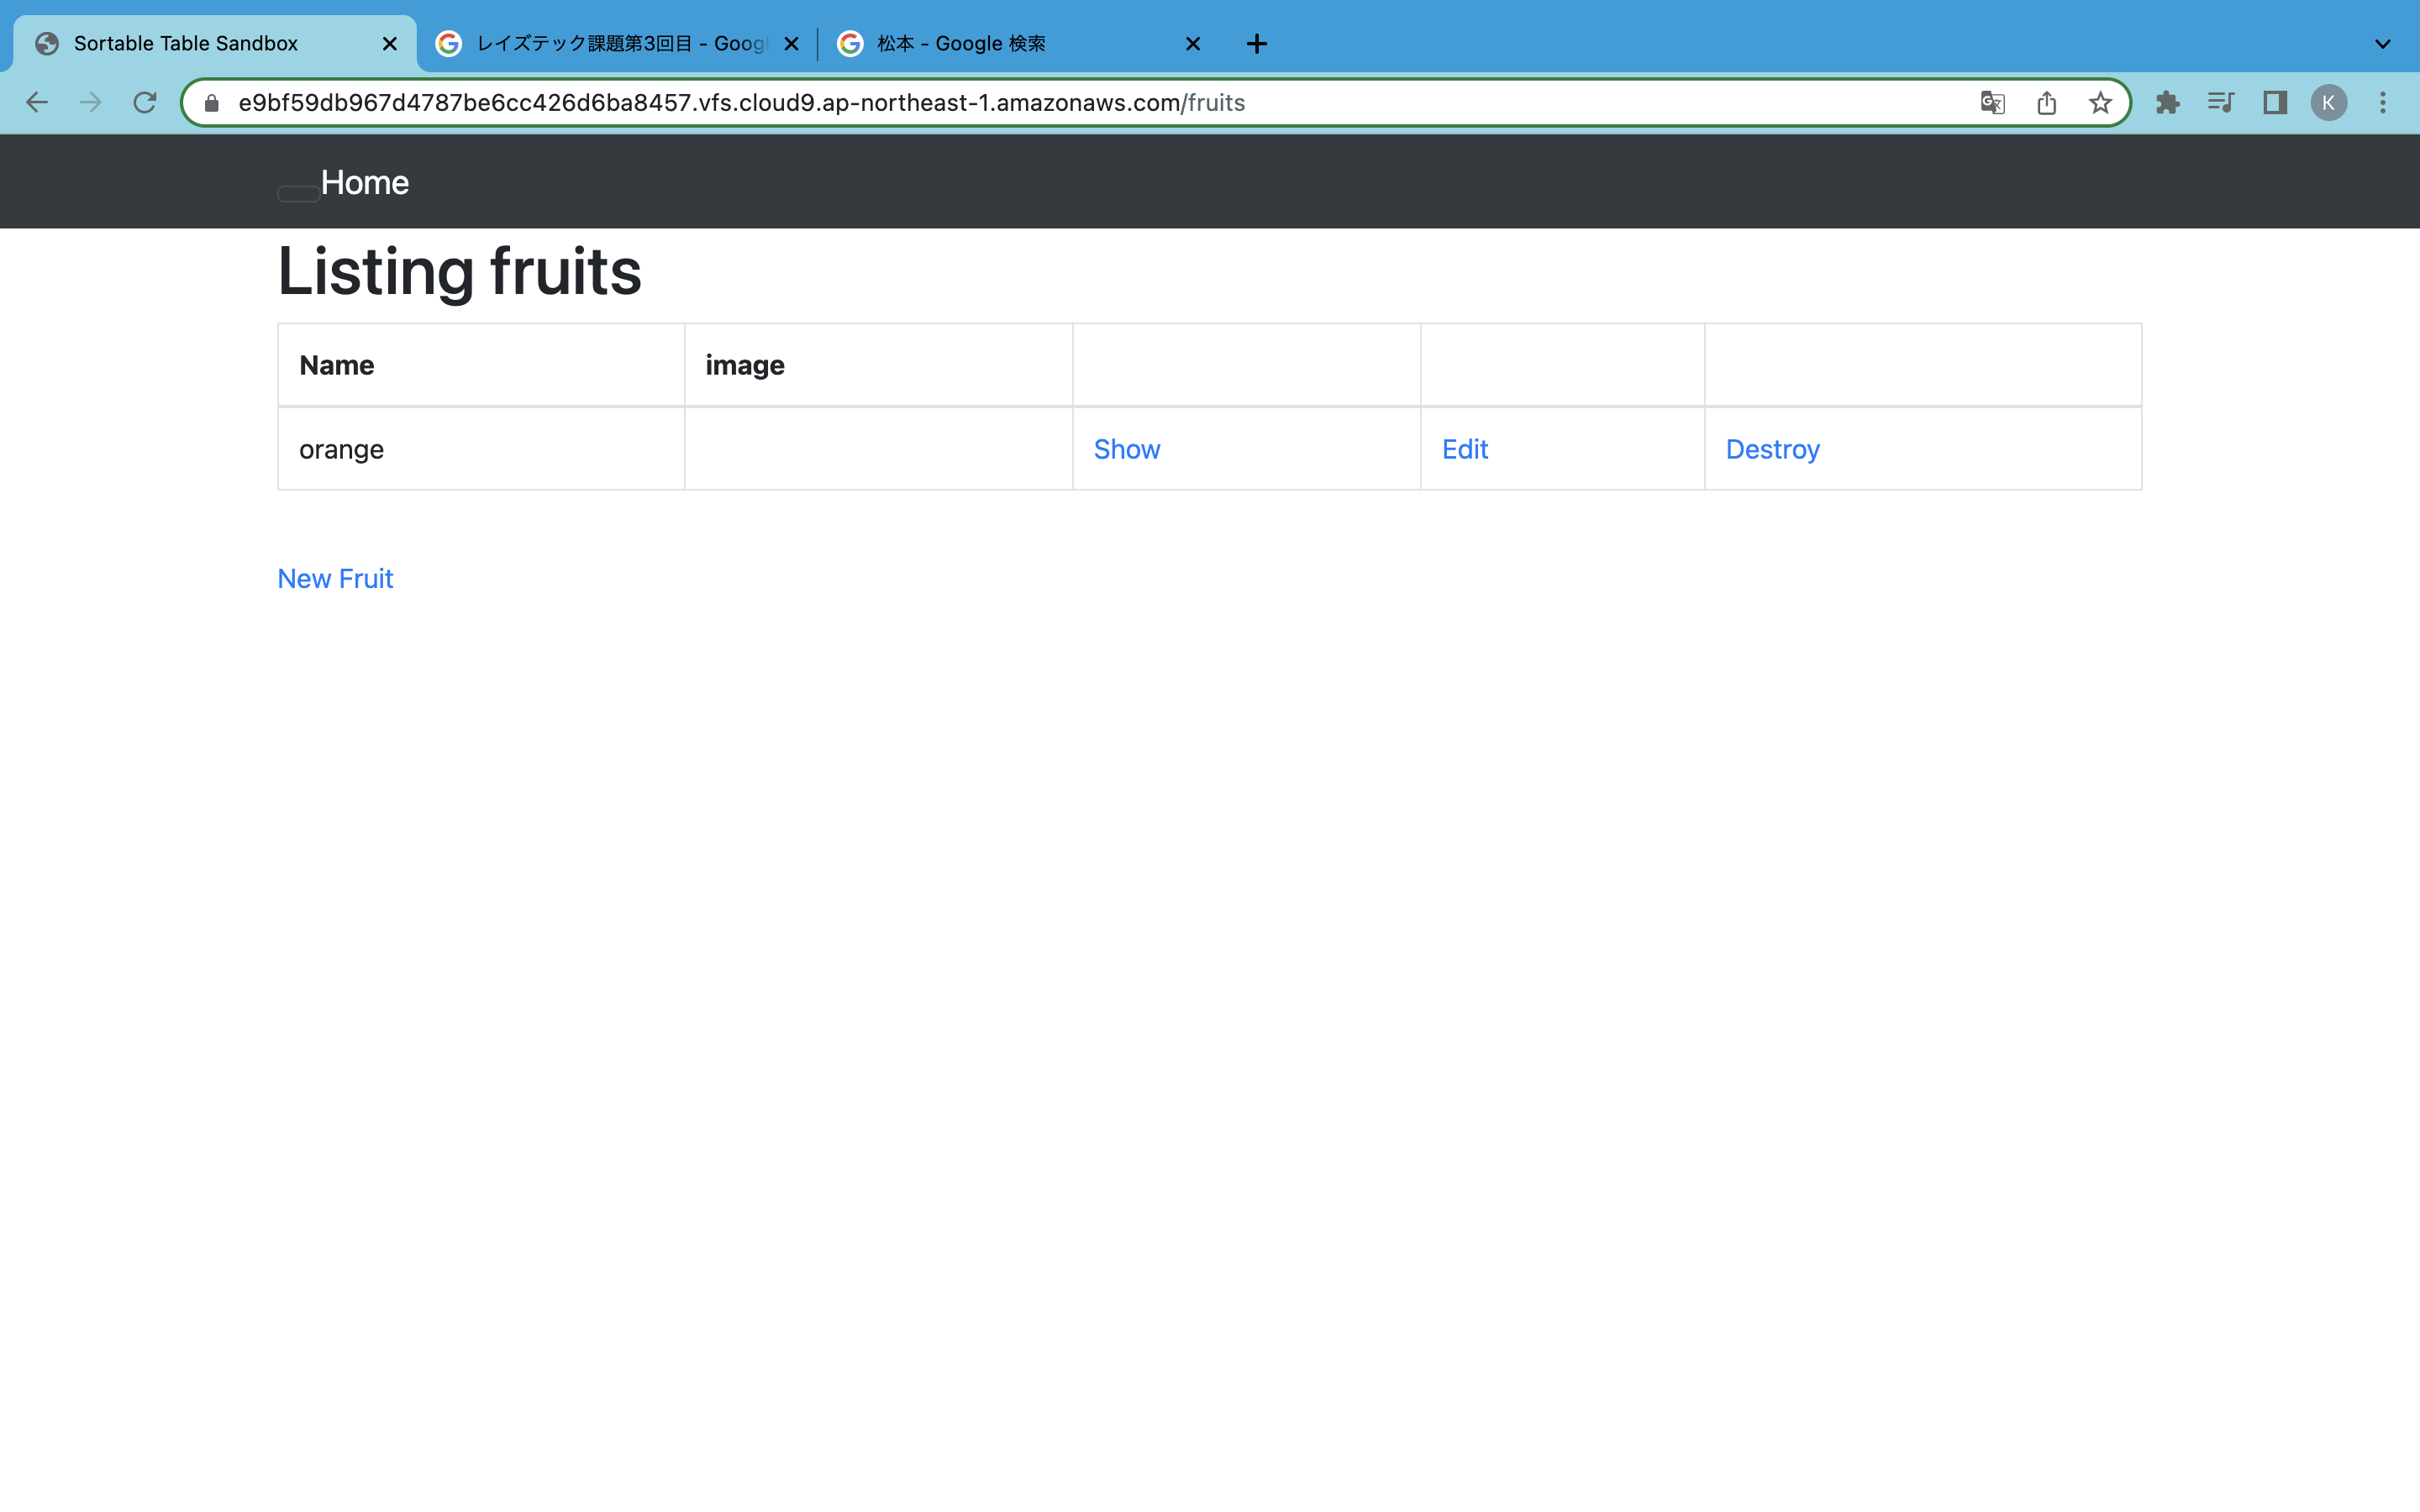 Sortable Table Sandbox
レイズテック課題第3回目 - Goog
松本 - Google 検索
e9bf59db967d4787be6cc426d6ba8457.vfs.cloud9.ap-northeast-1.amazonaws.com/fruits
K
Home
Listing fruits
Name image
orange Show Edit Destroy
New Fruit